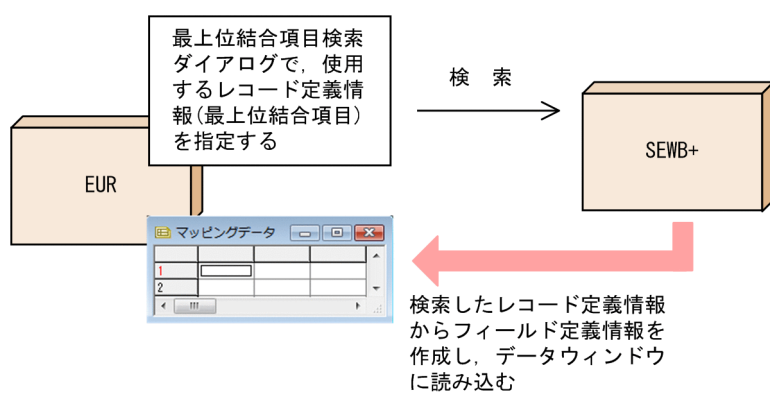 最上位結合項目検索
ダイアログで，使用
するレコード定義情
報(最上位結合項目)
を指定する
検　索
EUR
SEWB+
マッピングデータ
1
2
検索したレコード定義情報
からフィールド定義情報を
作成し，データウィンドウ
に読み込む